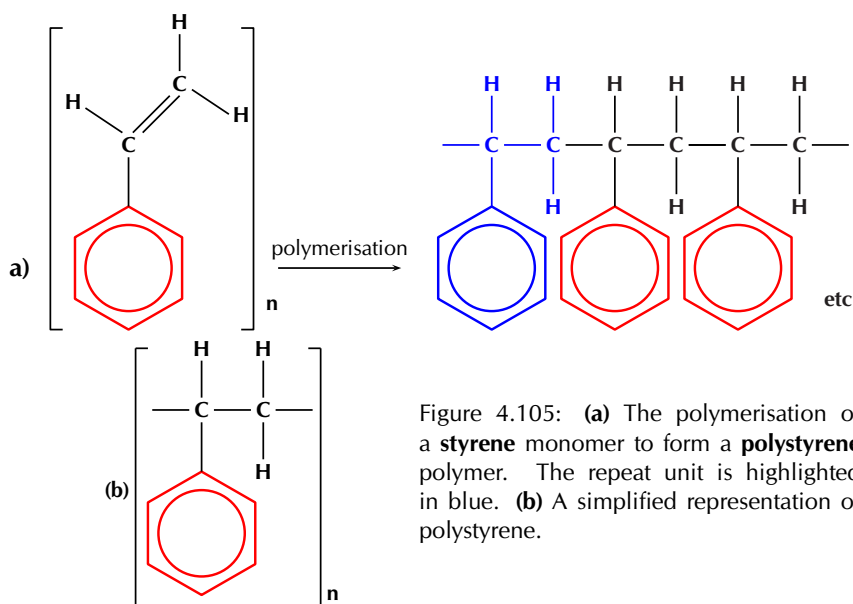 a)
H
C
H
H
C
n
polymerisation
H H H H H H
C C C C C C
H H H
etc
(b)
H H
C C
H
n
Figure 4.105: (a) The polymerisation o
a styrene monomer to form a polystyrene
polymer. The repeat unit is highlighted
in blue. (b) A simplified representation o
polystyrene.